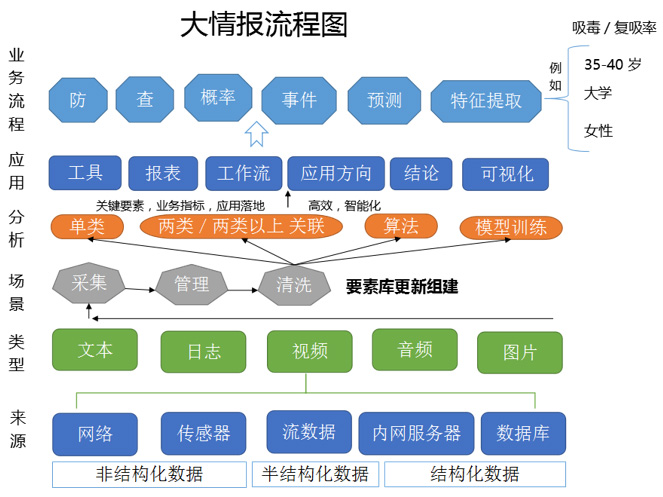 大情报流程图
吸毒 / 复吸率
业务流程
防
查
概率
事件
预测
特征提取
例如
35-40 岁
大学
女性
应用
工具
报表
工作流
应用方向
结论
可视化
关键要素，业务指标，应用落地
高效，智能化
分析
单类
两类 / 两类以上 关联
算法
模型训练
场景
采集
管理
清洗
要素库更新组建
类型
文本
日志
视频
音频
图片
来源
网络
传感器
流数据
内网服务器
数据库
非结构化数据
半结构化数据
结构化数据